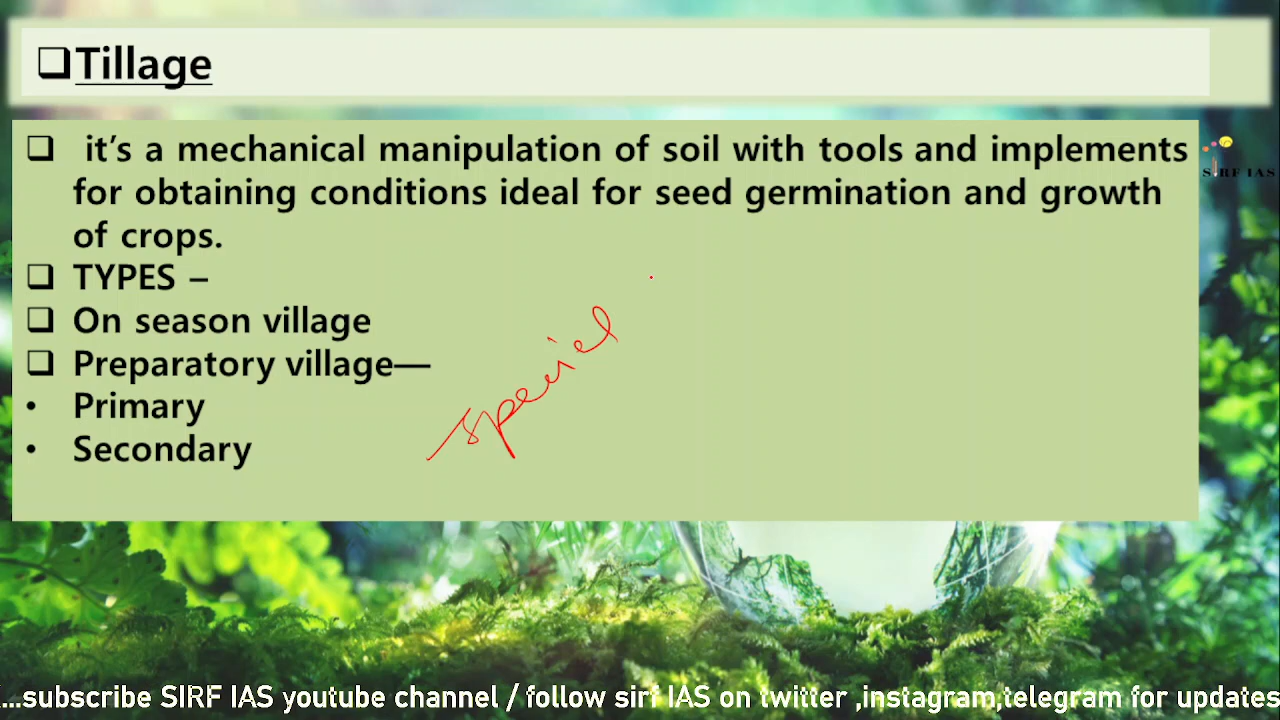 ❑Tillage
❑ it’s a mechanical manipulation of soil with tools and implements
for obtaining conditions ideal for seed germination and growth
of crops.
❑ TYPES –
❑ On season village
❑ Preparatory village—
• Primary
• Secondary
special
SIRF IAS
...subscribe SIRF IAS youtube channel / follow sirf IAS on twitter ,instagram,telegram for updates